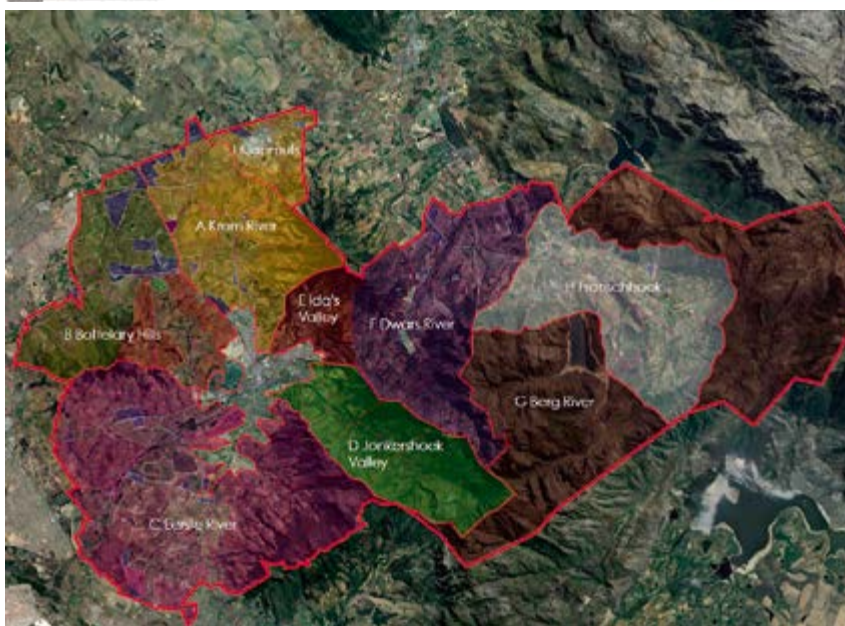 A Krom River
E Ida's
Valley
F Dwars River
H Franschhoek
B Bottelary Hills
G Berg River
D Jonkershoek
Valley
C Eerste River